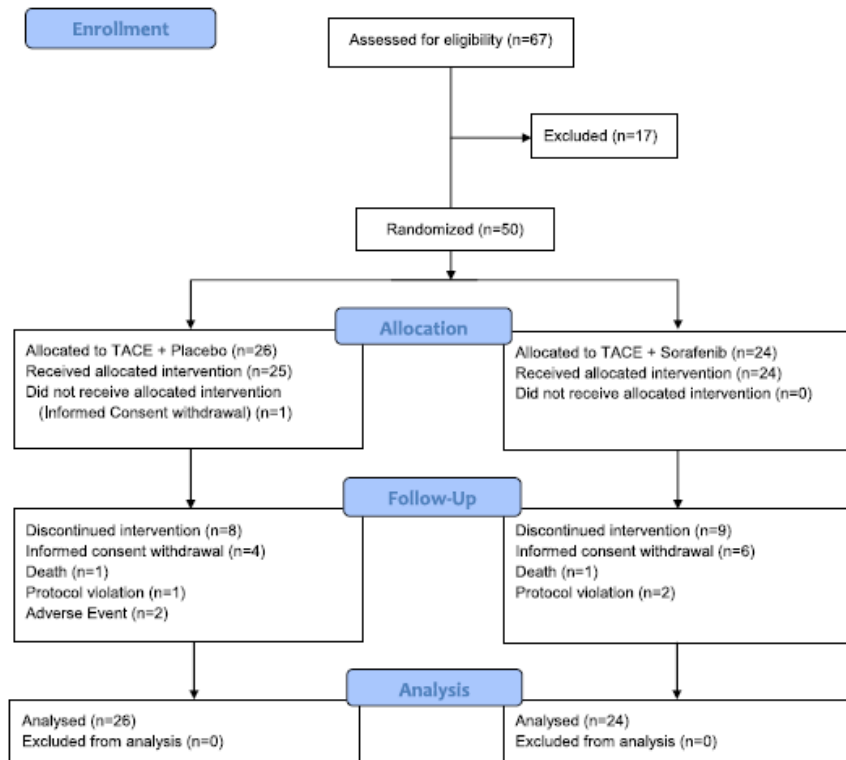 Enrollment
Assessed for eligibility (n=67)
Excluded (n=17)
Randomized (n=50)
Allocation
Allocated to TACE + Placebo (n=26)
Received allocated intervention (n=25)
Did not receive allocated intervention
(Informed Consent withdrawal) (n=1)
Allocated to TACE + Sorafenib (n=24)
Received allocated intervention (n=24)
Did not receive allocated intervention (n=0)
Follow-Up
Discontinued intervention (n=8)
Informed consent withdrawal (n=4)
Death (n=1)
Protocol violation (n=1)
Adverse Event (n=2)
Discontinued intervention (n=9)
Informed consent withdrawal (n=6)
Death (n=1)
Protocol violation (n=2)
Analysis
Analysed (n=26)
Excluded from analysis (n=0)
Analysed (n=24)
Excluded from analysis (n=0)